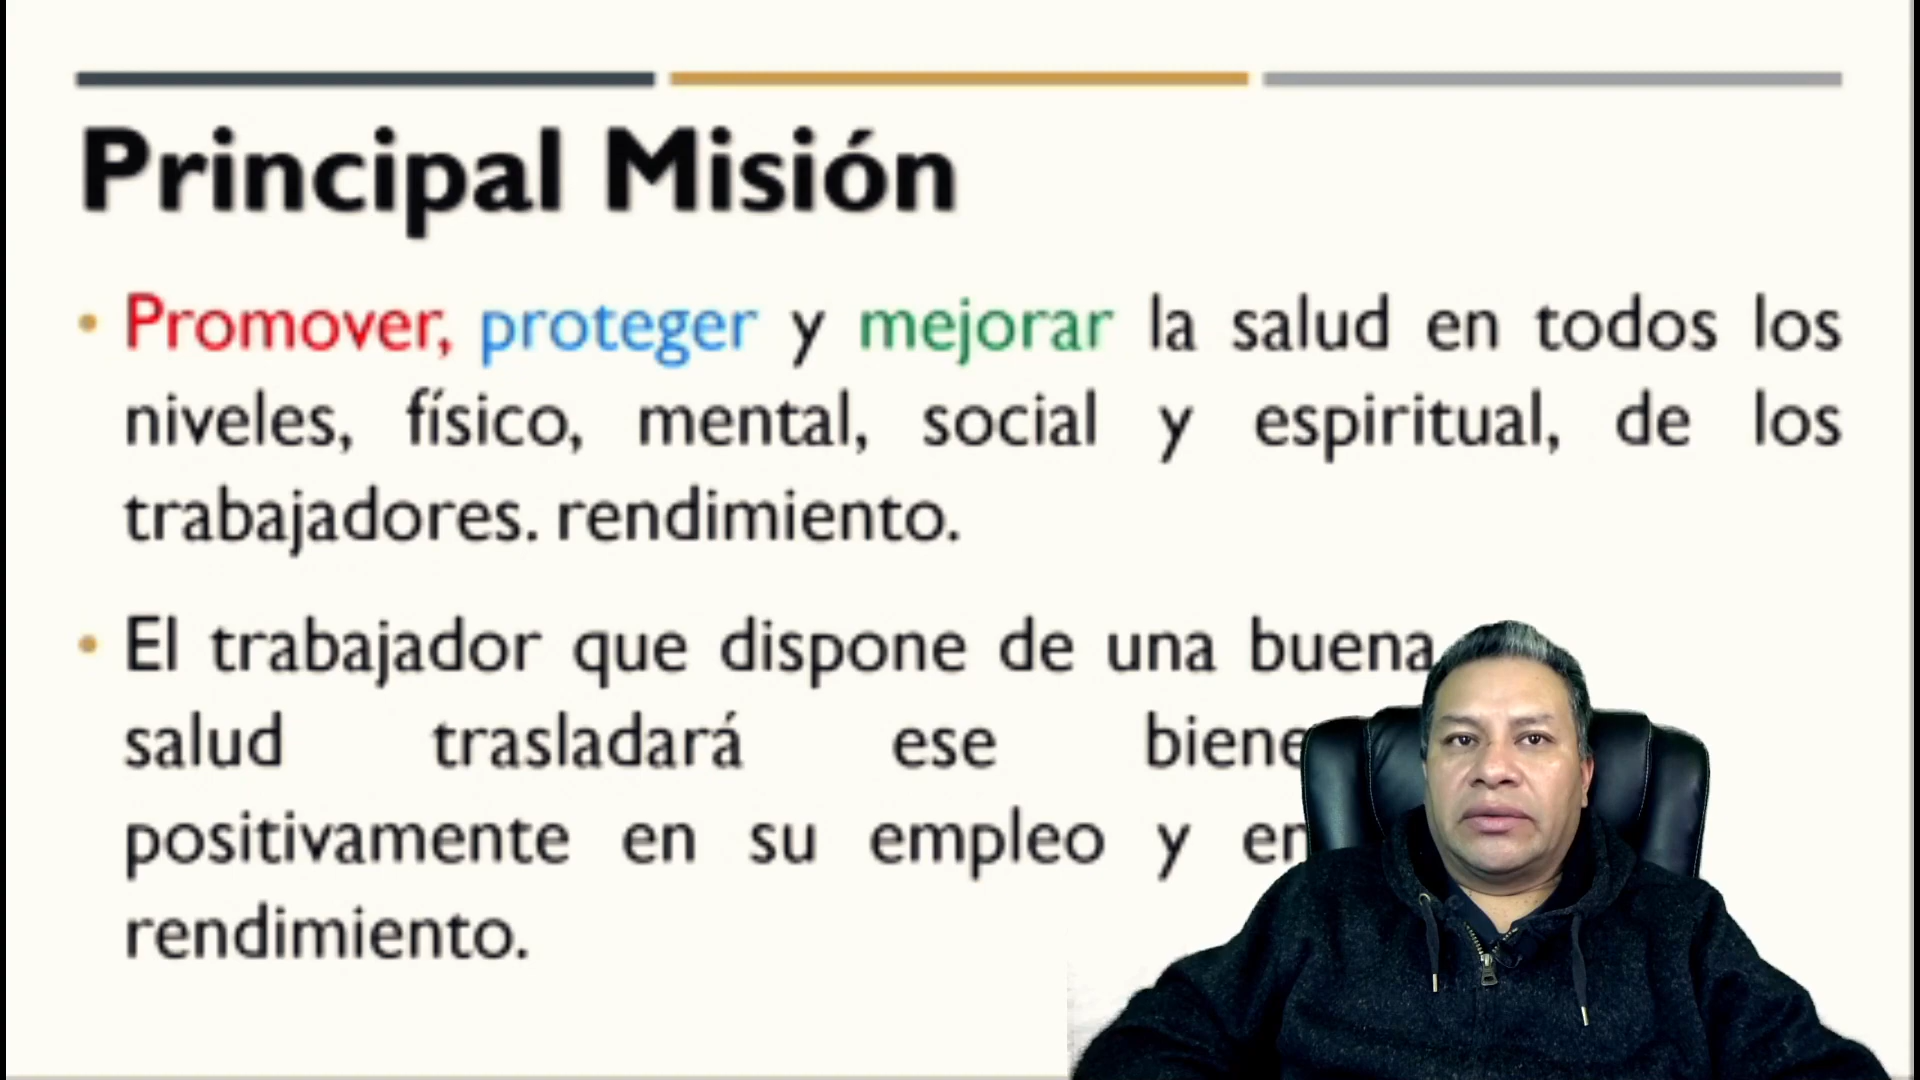 Principal Misión
• Promover, proteger y mejorar la salud en todos los
niveles, físico, mental, social y espiritual, de los
trabajadores. rendimiento.
• El trabajador que dispone de una buena
salud trasladará ese
positivamente en su empleo y
rendimiento.